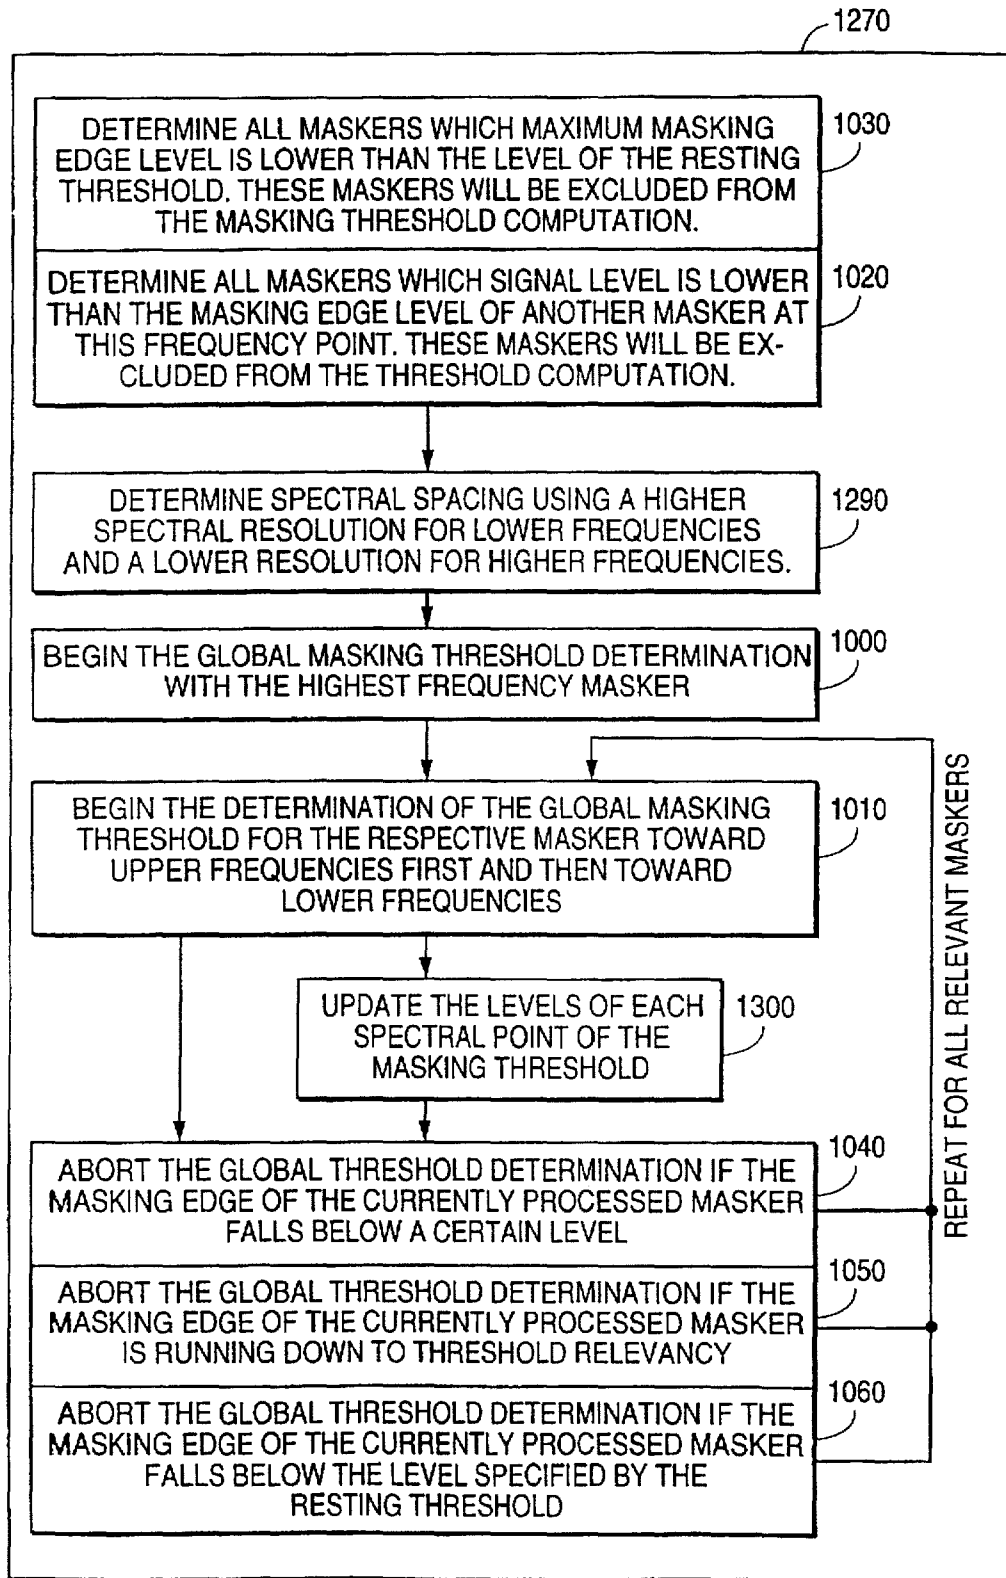 1270
DETERMINE ALL MASKERS WHICH MAXIMUM MASKING
EDGE LEVEL IS LOWER THAN THE LEVEL OF THE RESTING
THRESHOLD. THESE MASKERS WILL BE EXCLUDED FROM
THE MASKING THRESHOLD COMPUTATION.
1030
DETERMINE ALL MASKERS WHICH SIGNAL LEVEL IS LOWER
THAN THE MASKING EDGE LEVEL OF ANOTHER MASKER AT
THIS FREQUENCY POINT. THESE MASKERS WILL BE EX-
CLUDED FROM THE THRESHOLD COMPUTATION.
1020
DETERMINE SPECTRAL SPACING USING A HIGHER
SPECTRAL RESOLUTION FOR LOWER FREQUENCIES
AND A LOWER RESOLUTION FOR HIGHER FREQUENCIES.
1290
BEGIN THE GLOBAL MASKING THRESHOLD DETERMINATION
WITH THE HIGHEST FREQUENCY MASKER
1000
BEGIN THE DETERMINATION OF THE GLOBAL MASKING
THRESHOLD FOR THE RESPECTIVE MASKER TOWARD
UPPER FREQUENCIES FIRST AND THEN TOWARD
LOWER FREQUENCIES
1010
UPDATE THE LEVELS OF EACH
SPECTRAL POINT OF THE
MASKING THRESHOLD
1300
REPEAT FOR ALL RELEVANT MASKERS
ABORT THE GLOBAL THRESHOLD DETERMINATION IF THE
MASKING EDGE OF THE CURRENTLY PROCESSED MASKER
FALLS BELOW A CERTAIN LEVEL
1040
ABORT THE GLOBAL THRESHOLD DETERMINATION IF THE
MASKING EDGE OF THE CURRENTLY PROCESSED MASKER
IS RUNNING DOWN TO THRESHOLD RELEVANCY
1050
ABORT THE GLOBAL THRESHOLD DETERMINATION IF THE
MASKING EDGE OF THE CURRENTLY PROCESSED MASKER
FALLS BELOW THE LEVEL SPECIFIED BY THE
RESTING THRESHOLD
1060